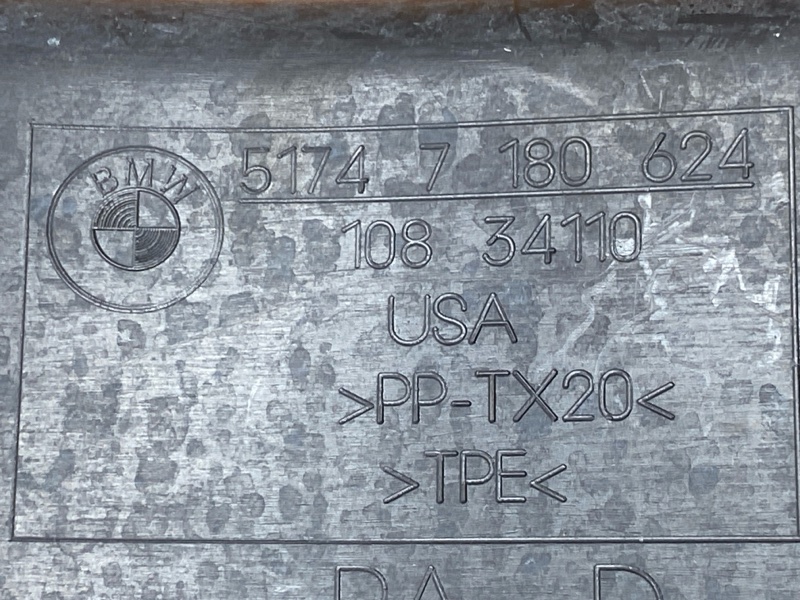 BMW
5174 7 180 624
108 34110
USA
>PP-TX20<
>TPE<